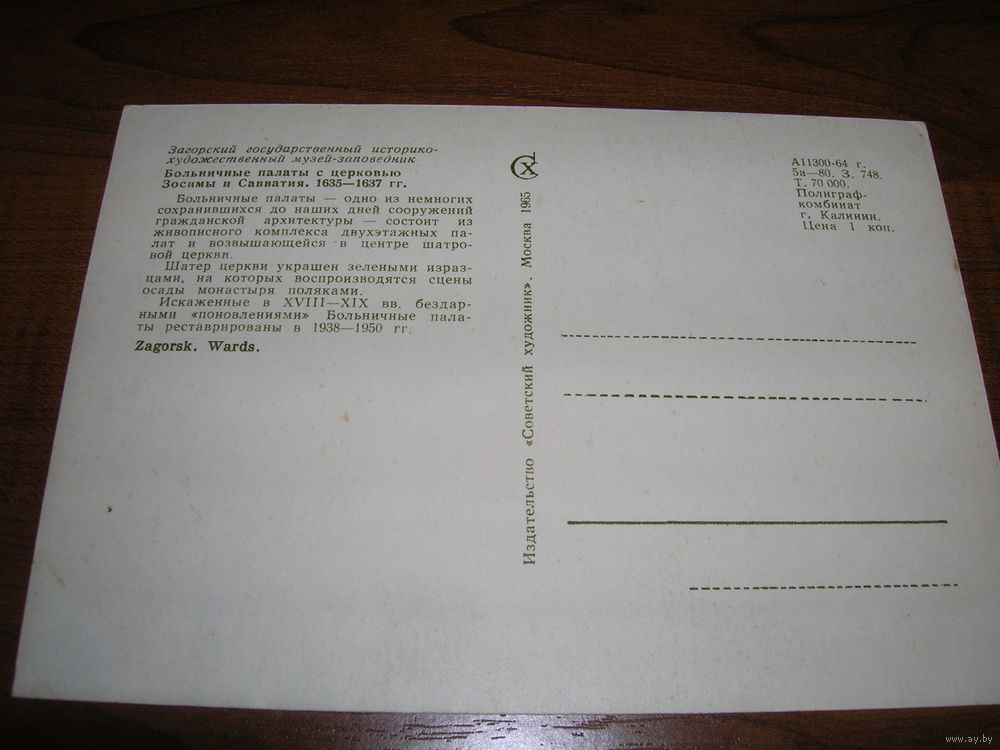 Загорский государственный историко-
художественный музей-заповедник
Больничные палаты с церковью
Зосимы и Савватия. 1635—1637 гг.
Больничные палаты — одно из немногих
сохранившихся до наших дней сооружений
гражданской архитектуры — состоит из
живописного комплекса двухэтажных па-
лат и возвышающейся в центре шатро-
вой церкви.
Шатер церкви украшен зелеными израз-
цами, на которых воспроизводятся сцены
осады монастыря поляками.
Искаженные в XVIII—XIX вв. бездар-
ными «поновлениями» Больничные пала-
ты реставрированы в 1938—1950 гг.
Zagorsk. Wards.
СХ
Издательство «Советский художник». Москва 1965
А11300-64 г.
5а—80. З. 748.
Т. 70 000.
Полиграф-
комбинат
г. Калинин.
Цена 1 коп.
www.ay.by